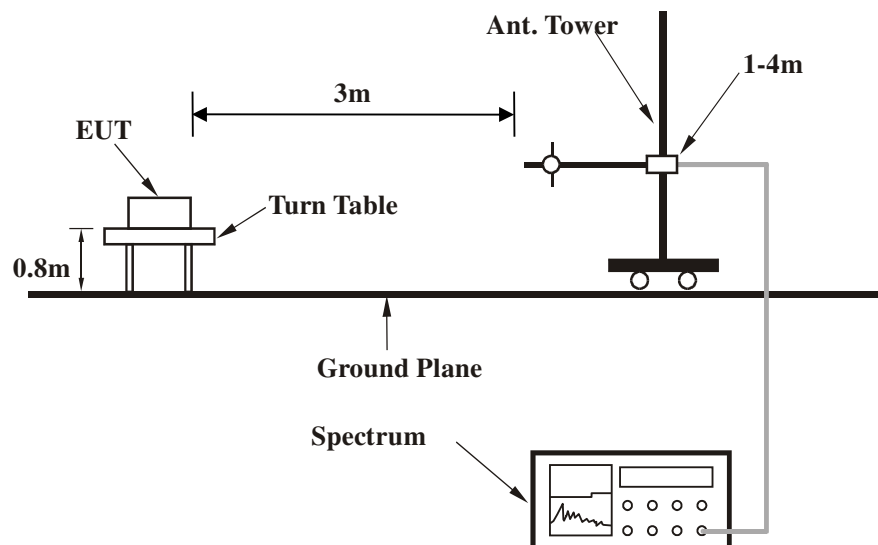 Ant. Tower
1-4m
3m
EUT
Turn Table
0.8m
Ground Plane
Spectrum